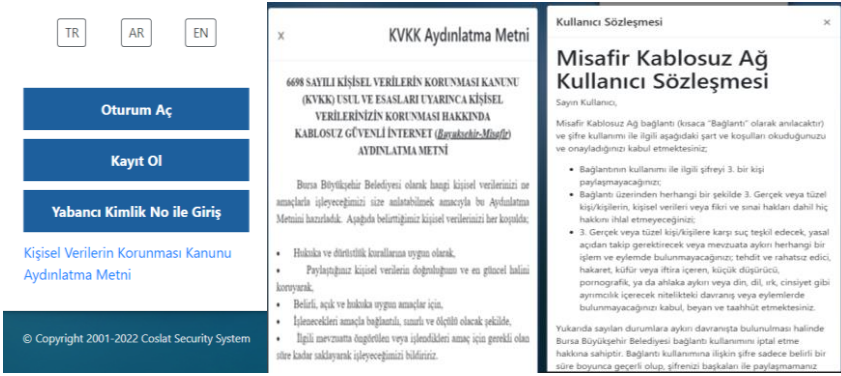 TR AR EN
Oturum Aç
Kayıt Ol
Yabancı Kimlik No ile Giriş
Kişisel Verilerin Korunması Kanunu
Aydınlatma Metni
© Copyright 2001-2022 Coslat Security System
x KVKK Aydınlatma Metni
6698 SAYILI KİŞİSEL VERİLERİN KORUNMASI KANUNU
(KVKK) USUL VE ESASLARI UYARINCA KİŞİSEL
VERİLERİNİZİN KORUNMASI HAKKINDA
KABLOSUZ GÜVENLİ İNTERNET (Buyuksehir-Misafir)
AYDINLATMA METNİ
Bursa Büyükşehir Belediyesi olarak hangi kişisel verilerinizi ne
amaçlarla işleyeceğimizi size anlatabilmek amacıyla bu Aydınlatma
Metnini hazırladık. Aşağıda belirttiğimiz kişisel verilerinizi her koşulda;
• Hukuka ve dürüstlük kurallarına uygun olarak,
• Paylaştığınız kişisel verilerin doğruluğunu ve en güncel halini
koruyarak,
• Belirli, açık ve hukuka uygun amaçlar için,
• İşlenecekleri amaçla bağlantılı, sınırlı ve ölçülü olacak şekilde,
• İlgili mevzuatta öngörülen veya işlendikleri amaç için gerekli olan
süre kadar saklayarak işleyeceğimizi bildiririz.
Kullanıcı Sözleşmesi ×
Misafir Kablosuz Ağ
Kullanıcı Sözleşmesi
Sayın Kullanıcı,
Misafir Kablosuz Ağ bağlantı (kısaca "Bağlantı" olarak anılacaktır)
ve şifre kullanımı ile ilgili aşağıdaki şart ve koşulları okuduğunuzu
ve onayladığınızı kabul etmektesiniz;
• Bağlantının kullanımı ile ilgili şifreyi 3. bir kişi
paylaşmayacağınız;
• Bağlantı üzerinden herhangi bir şekilde 3. Gerçek veya tüzel
kişi/kişilerin, kişisel verileri veya fikri ve sınai hakları dahil hiç
hakkını ihlal etmeyeceğinizi;
• 3. Gerçek veya tüzel kişi/kişilere karşı suç teşkil edecek, yasal
açıdan takip gerektirecek veya mevzuata aykırı herhangi bir
işlem ve eylemde bulunmayacağınızı; tehdit ve rahatsız edici,
hakaret, küfür veya iftira içeren, küçük düşürücü,
pornografik, ya da ahlaka aykırı veya din, dil, ırk, cinsiyet gibi
ayrımcılık içerecek nitelikteki davranış veya eylemlerde
bulunmayacağınızı kabul, beyan ve taahhüt etmektesiniz.
Yukarıda sayılan durumlara aykırı davranışta bulunulması halinde
Bursa Büyükşehir Belediyesi bağlantı kullanımını iptal etme
hakkına sahiptir. Bağlantı kullanımına ilişkin şifre sadece belirli bir
süre boyunca geçerli olup, şifrenizi başkaları ile paylaşmamanız